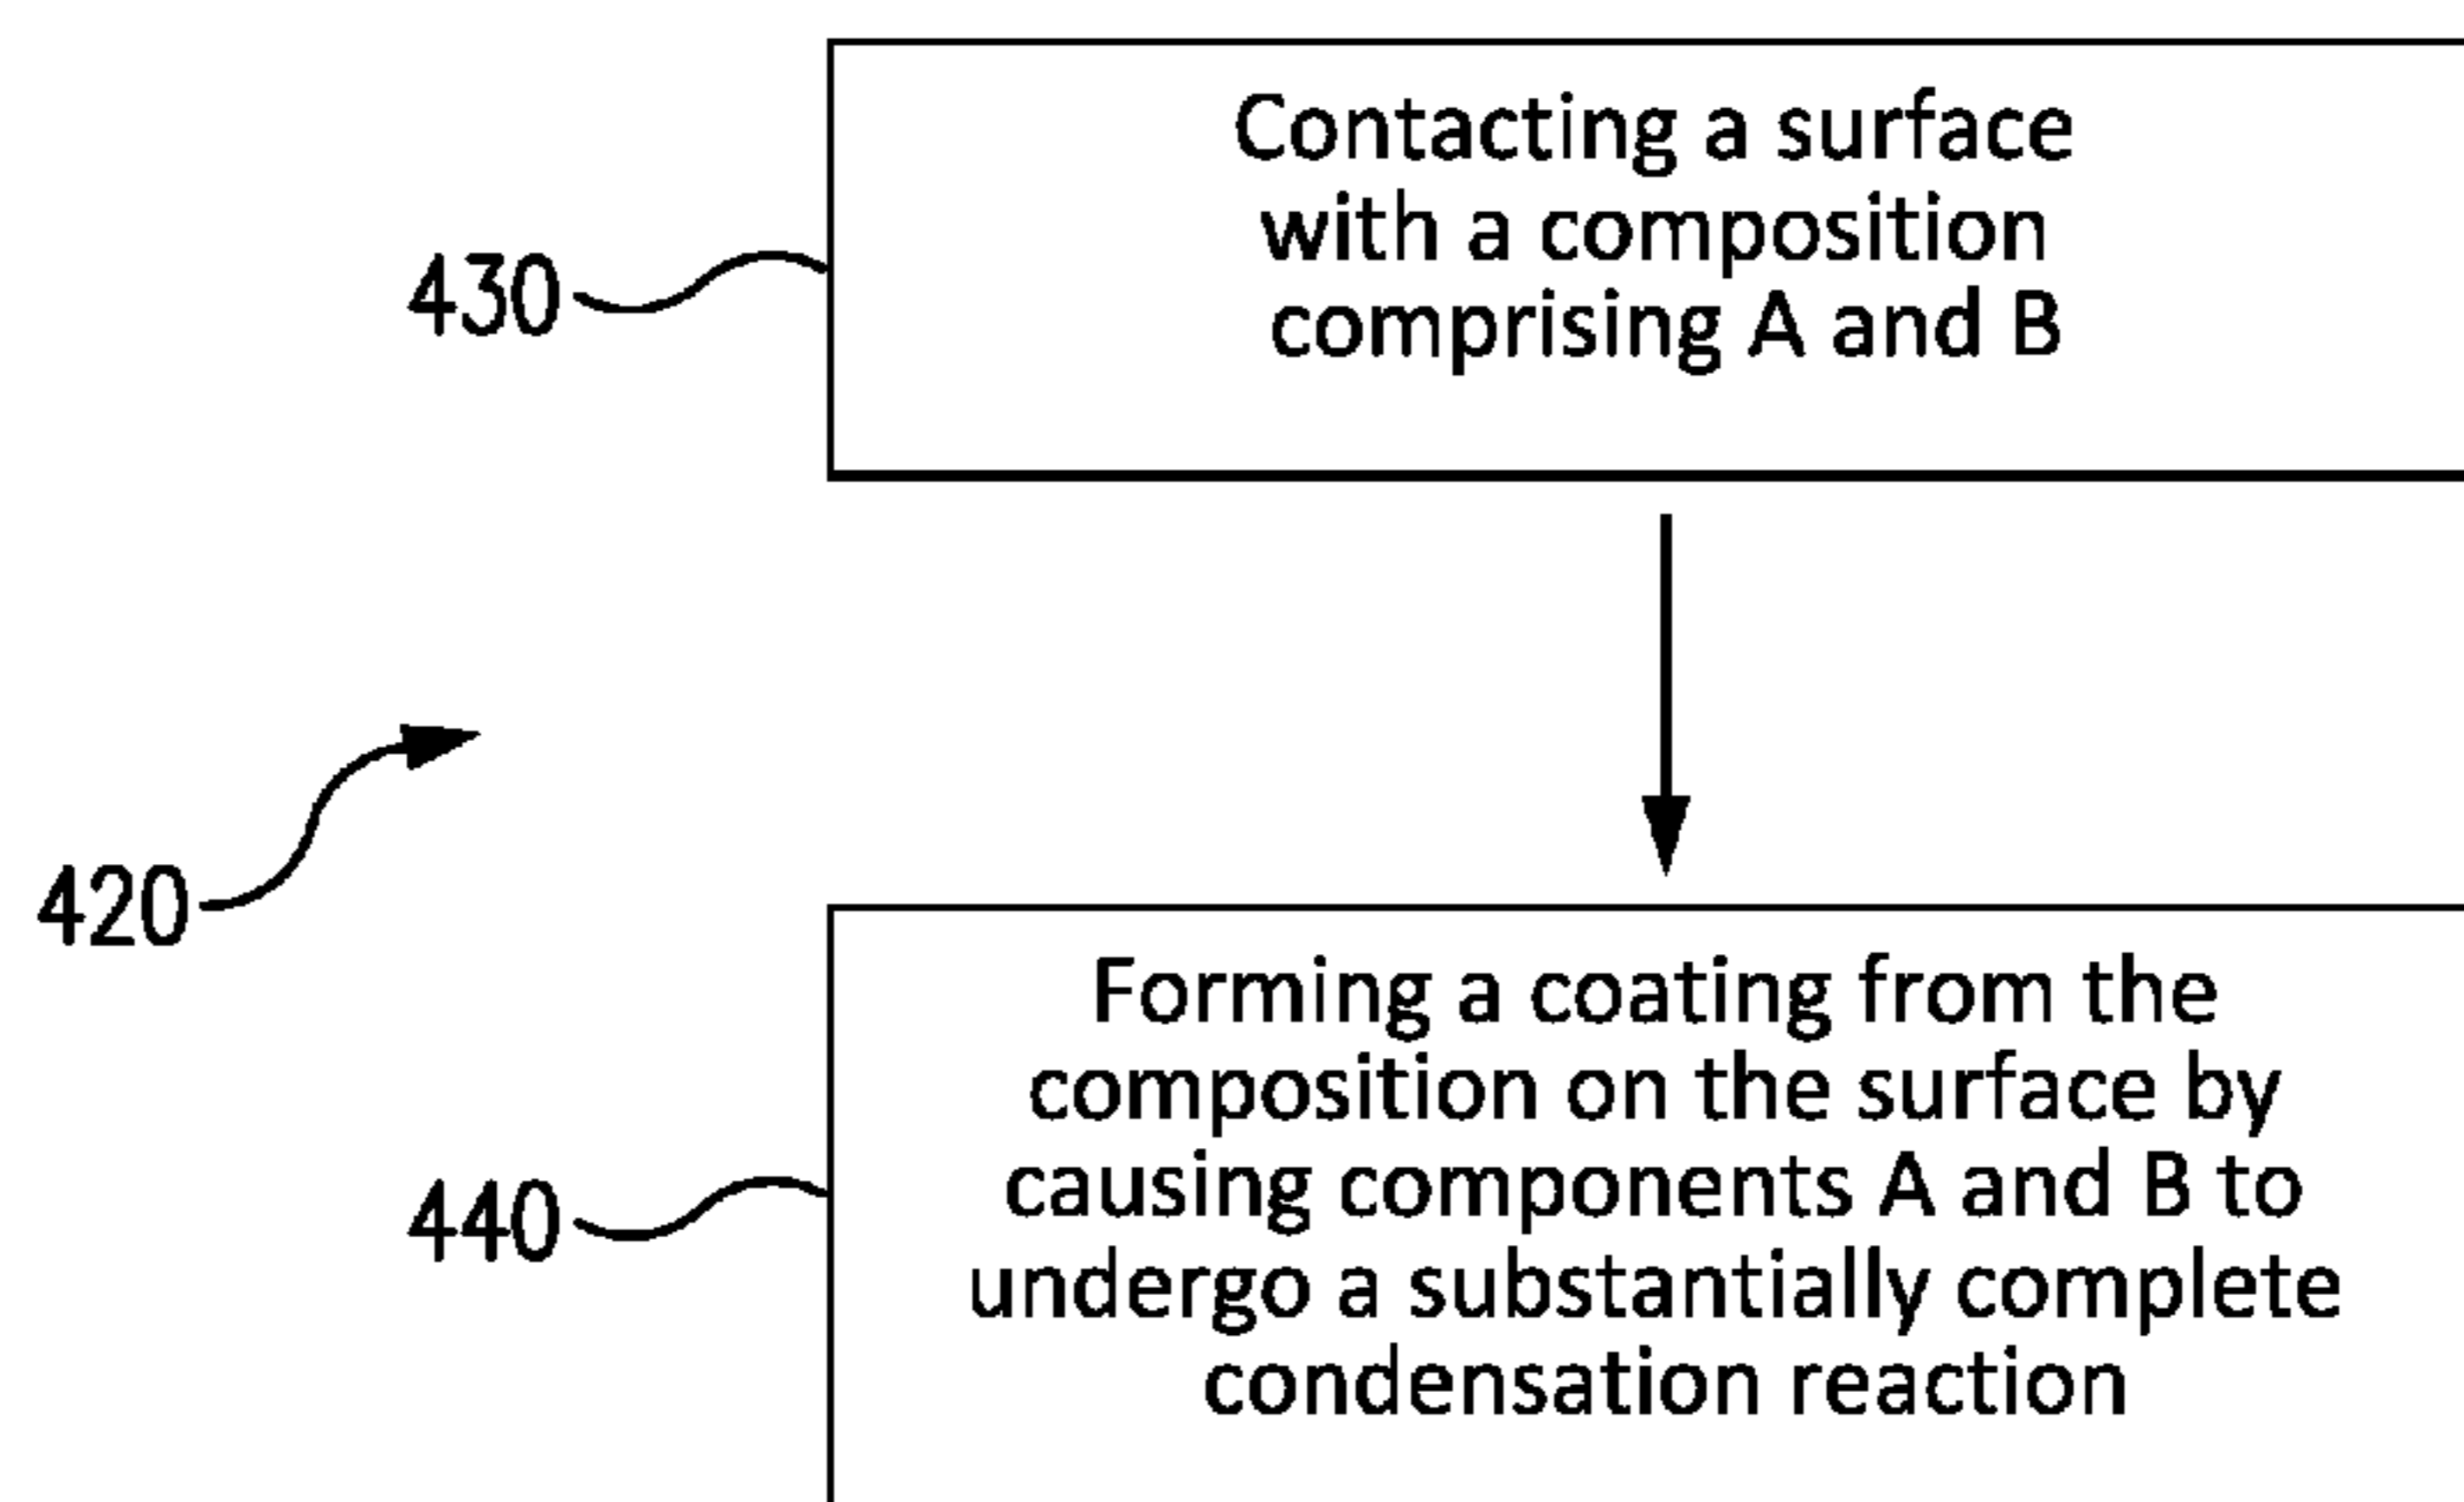 Contacting a surface
with a composition
comprising A and B
430
420
Forming a coating from the
composition on the surface by
causing components A and B to
undergo a substantially complete
condensation reaction
440